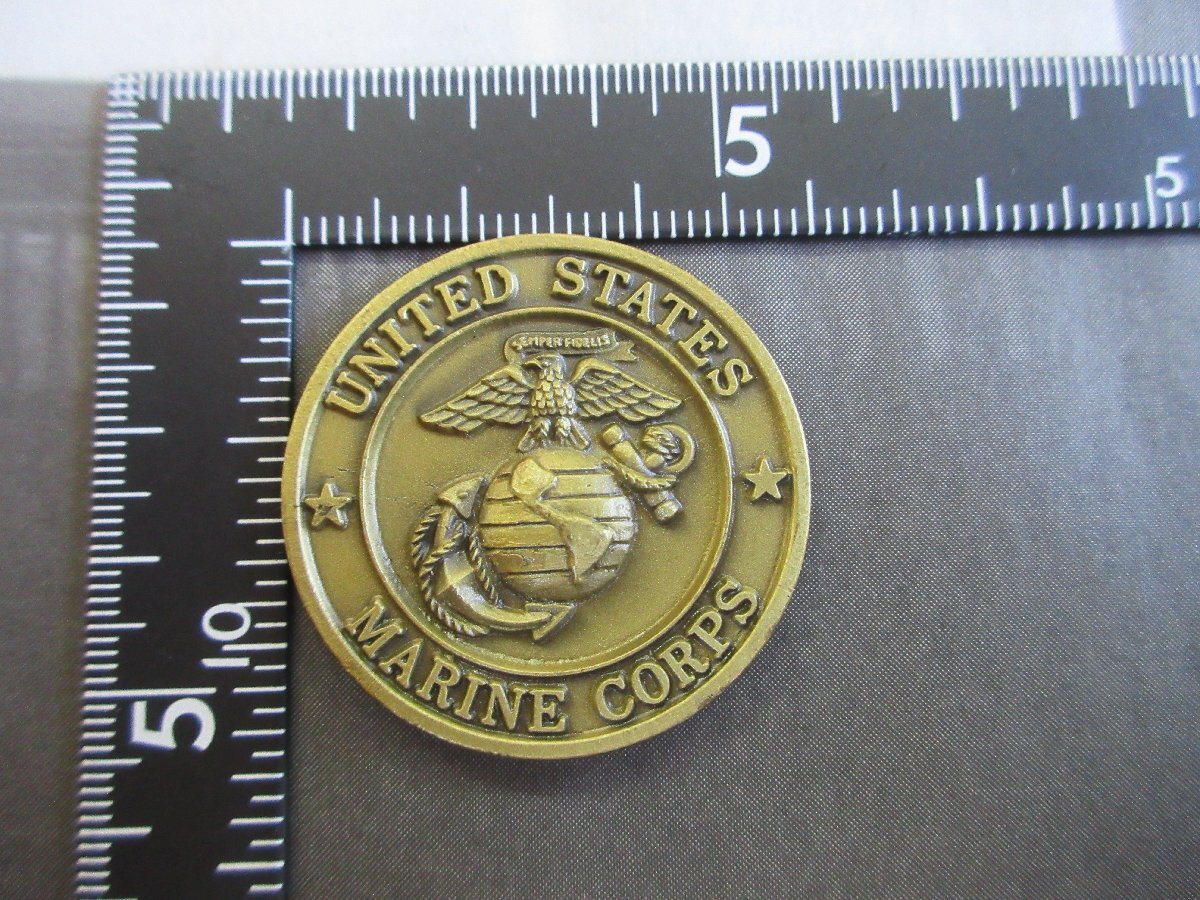 5
5
UNITED STATES
SEMPER FIDELIS
MARINE CORPS
10
5